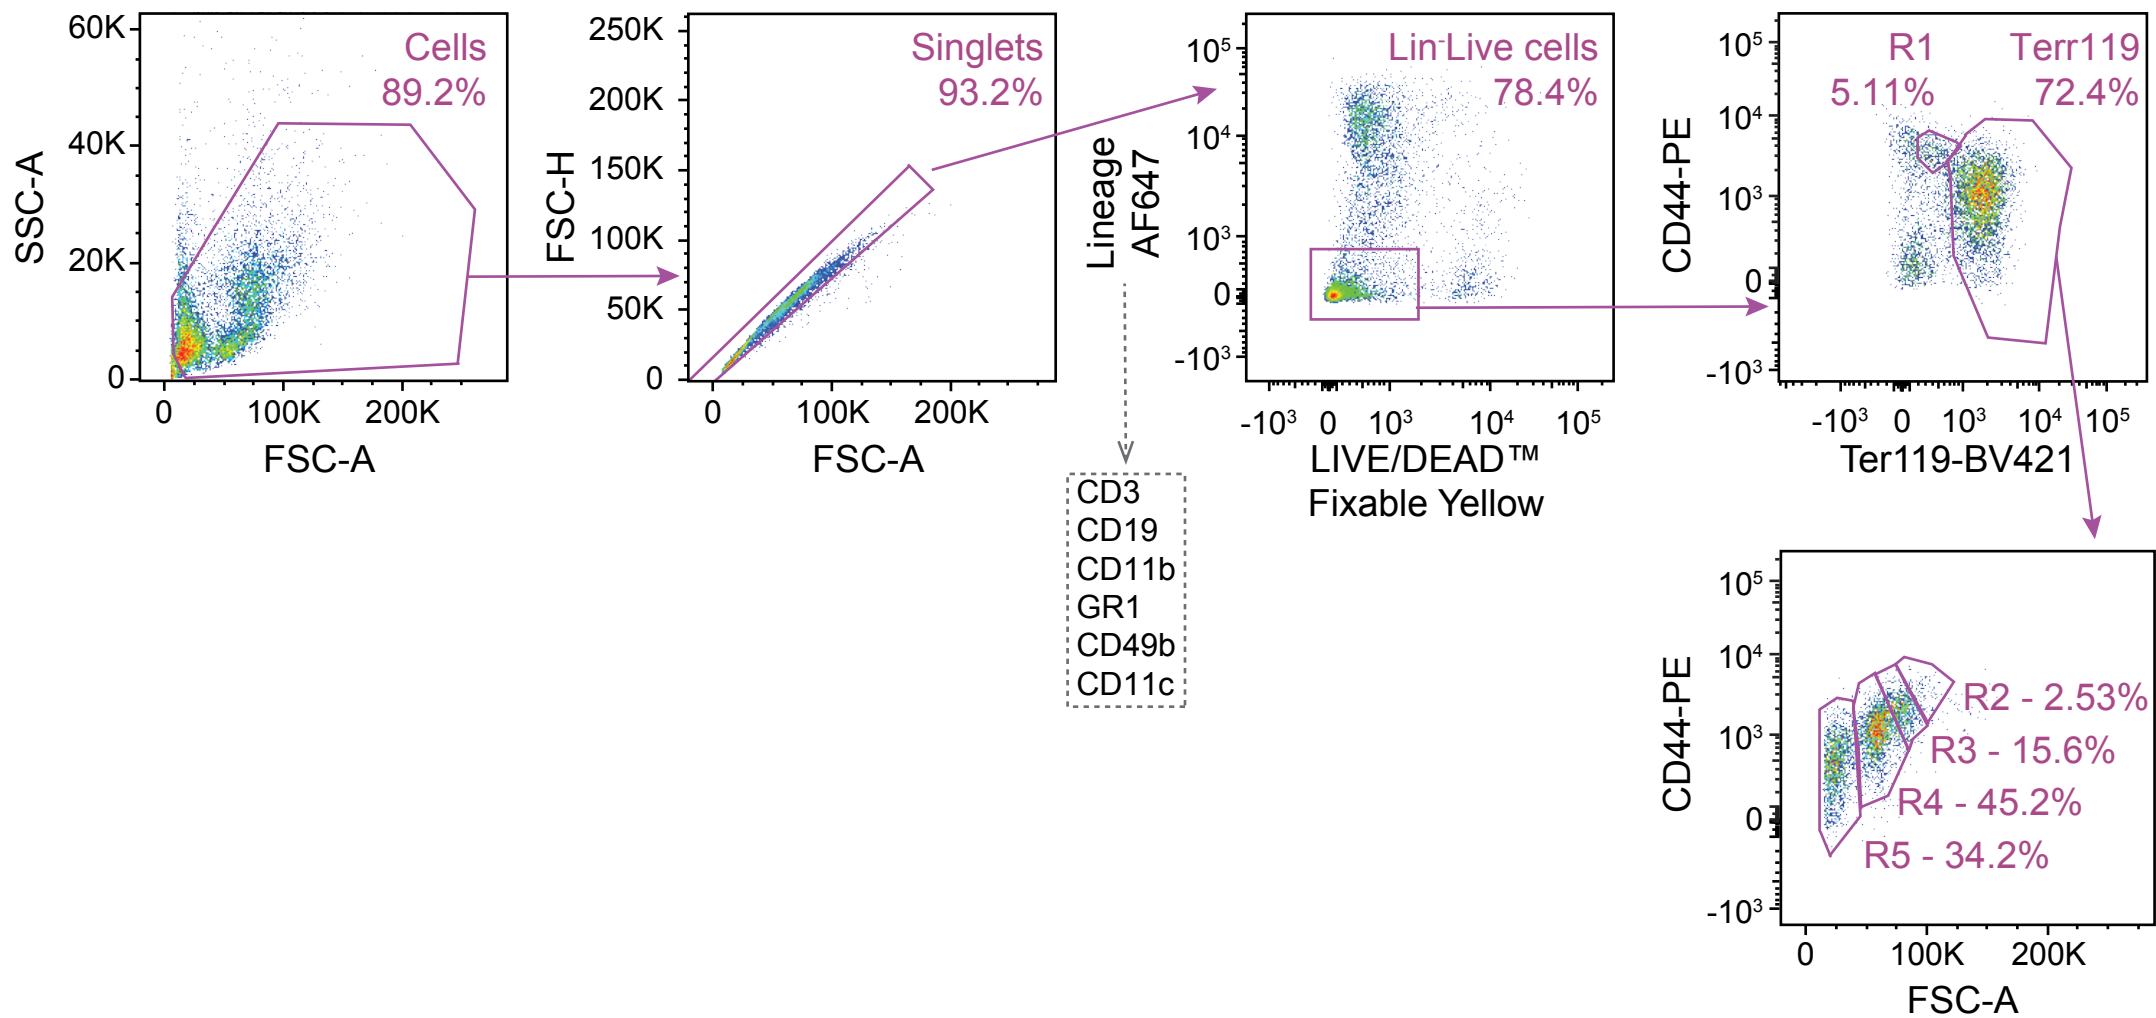 60K
40K
20K
0
SSC-A
Cells
89.2%
0
100K
200K
FSC-A
250K
200K
150K
100K
50K
0
FSC-H
Singlets
93.2%
0
100K
200K
FSC-A
Lineage
AF647
CD3
CD19
CD11b
GR1
CD49b
CD11c
10⁵
10⁴
10³
0
-10³
Lin⁻Live cells
78.4%
-10³
0
10³
10⁴
10⁵
LIVE/DEAD™
Fixable Yellow
CD44-PE
10⁵
10⁴
10³
0
-10³
R1
5.11%
Terr119
72.4%
-10³
0
10³
10⁴
10⁵
Ter119-BV421
CD44-PE
10⁵
10⁴
10³
0
-10³
R2 - 2.53%
R3 - 15.6%
R4 - 45.2%
R5 - 34.2%
0
100K
200K
FSC-A